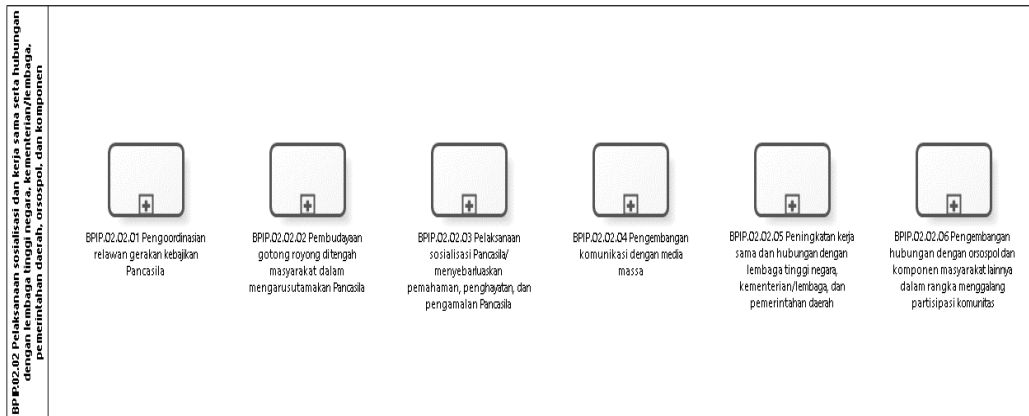 BPIP.02.02 Pelaksanaan sosialisasi dan kerja sama serta hubungan
dengan lembaga tinggi negara, kementerian/lembaga,
pemerintahan daerah, orsospol, dan komponen
BPIP.02.02.01 Pengoordinasian
relawan gerakan kebajikan
Pancasila
BPIP.02.02.02 Pembudayaan
gotong royong ditengah
masyarakat dalam
mengarusutamakan Pancasila
BPIP.02.02.03 Pelaksanaan
sosialisasi Pancasila/
menyebarluaskan
pemahaman, penghayatan, dan
pengamalan Pancasila
BPIP.02.02.04 Pengembangan
komunikasi dengan media
massa
BPIP.02.02.05 Peningkatan kerja
sama dan hubungan dengan
lembaga tinggi negara,
kementerian/lembaga, dan
pemerintahan daerah
BPIP.02.02.06 Pengembangan
hubungan dengan orsospol dan
komponen masyarakat lainnya
dalam rangka menggalang
partisipasi komunitas